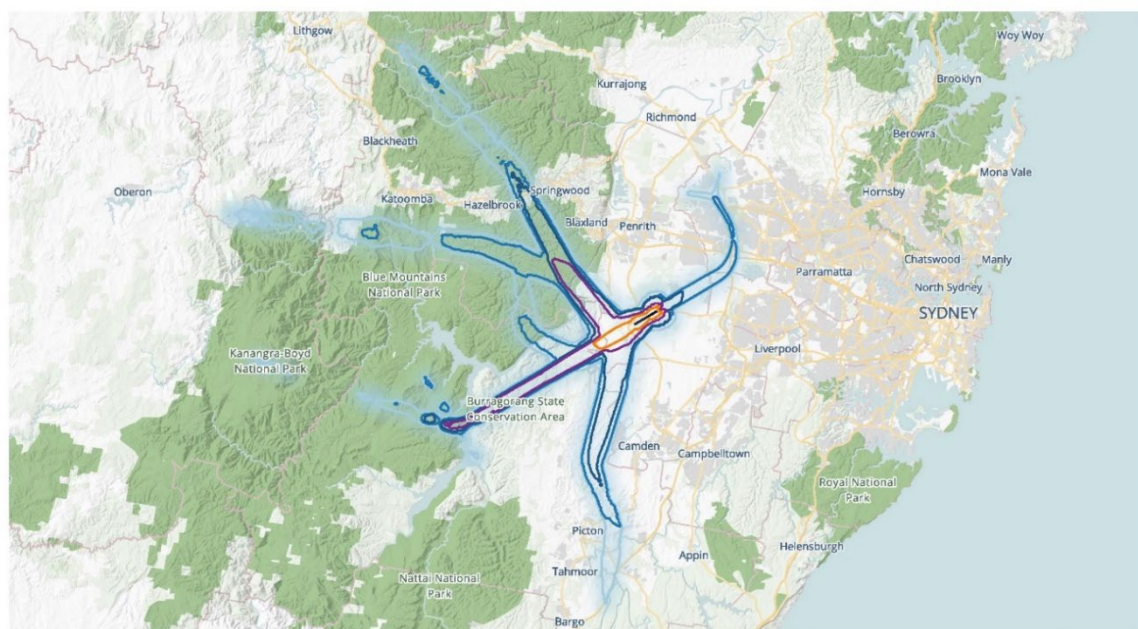 Lithgow
Woy Woy
Kurrajong
Brooklyn
Richmond
Blackheath
Berowra
Mona Vale
Oberon
Springwood
Hornsby
Katoomba
Hazelbrook
Blaxland
Penrith
Chatswood
Manly
Parramatta
Blue Mountains
National Park
North Sydney
SYDNEY
Liverpool
Kanangra-Boyd
National Park
Burragorang State
Conservation Area
Camden
Campbelltown
Royal National
Park
Picton
Appin
Helensburgh
Tahmoor
Nattai National
Park
Bargo